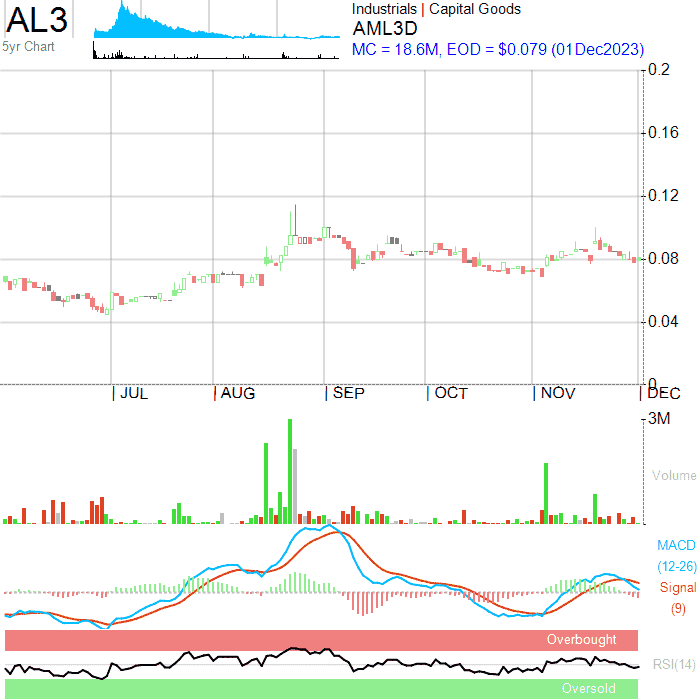 AL3
5yr Chart
Industrials | Capital Goods
AML3D
MC = 18.6M, EOD = $0.079 (01Dec2023)
0.2
0.16
0.12
0.08
0.04
0
JUL AUG SEP OCT NOV DEC
3M
Volume
MACD
(12-26)
Signal
(9)
Overbought
RSI(14)
Oversold